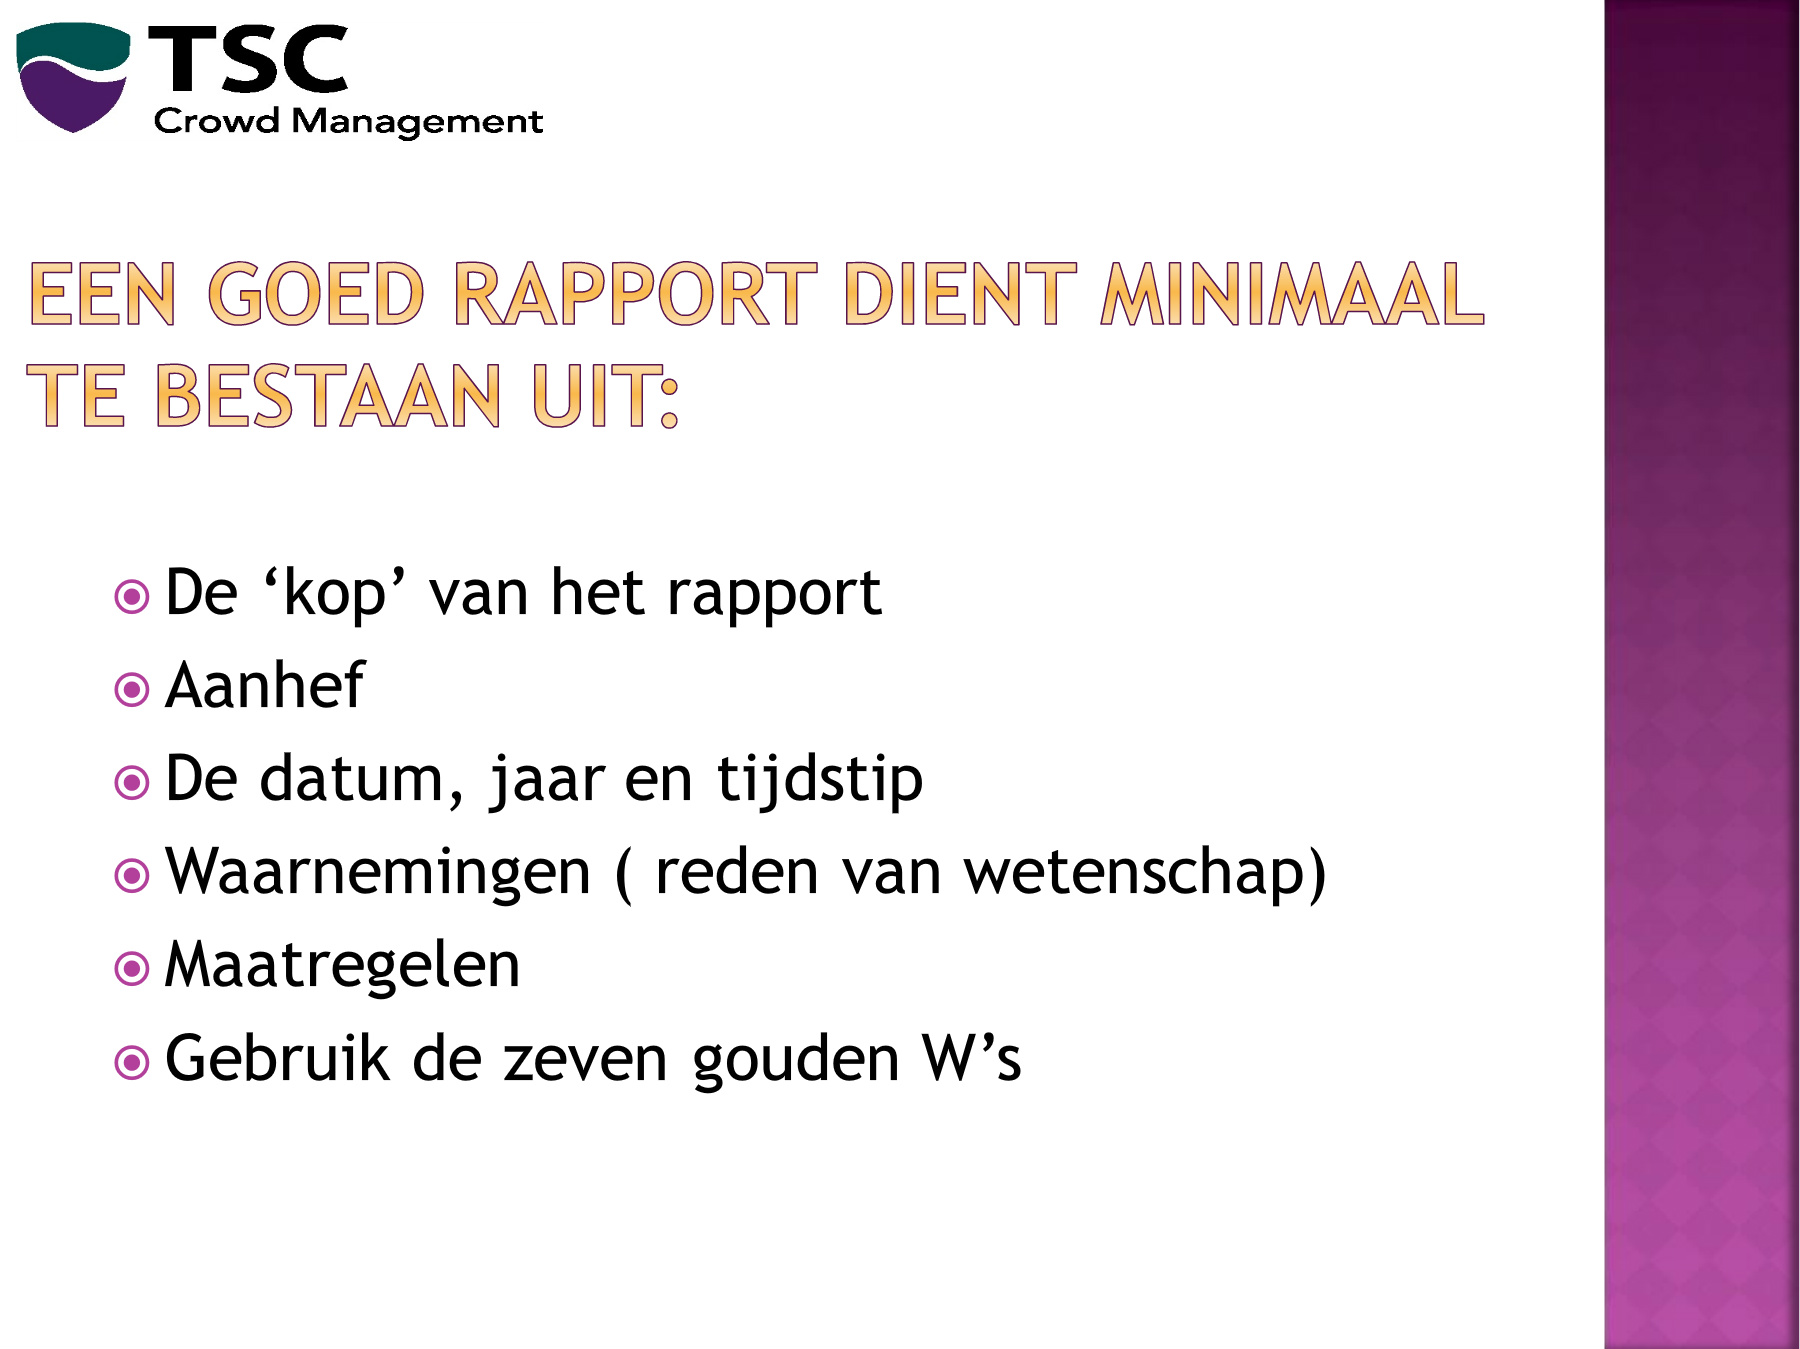 TSC
Crowd Management
EEN GOED RAPPORT DIENT MINIMAAL
TE BESTAAN UIT:
De ‘kop’ van het rapport
Aanhef
De datum, jaar en tijdstip
Waarnemingen ( reden van wetenschap)
Maatregelen
Gebruik de zeven gouden W’s